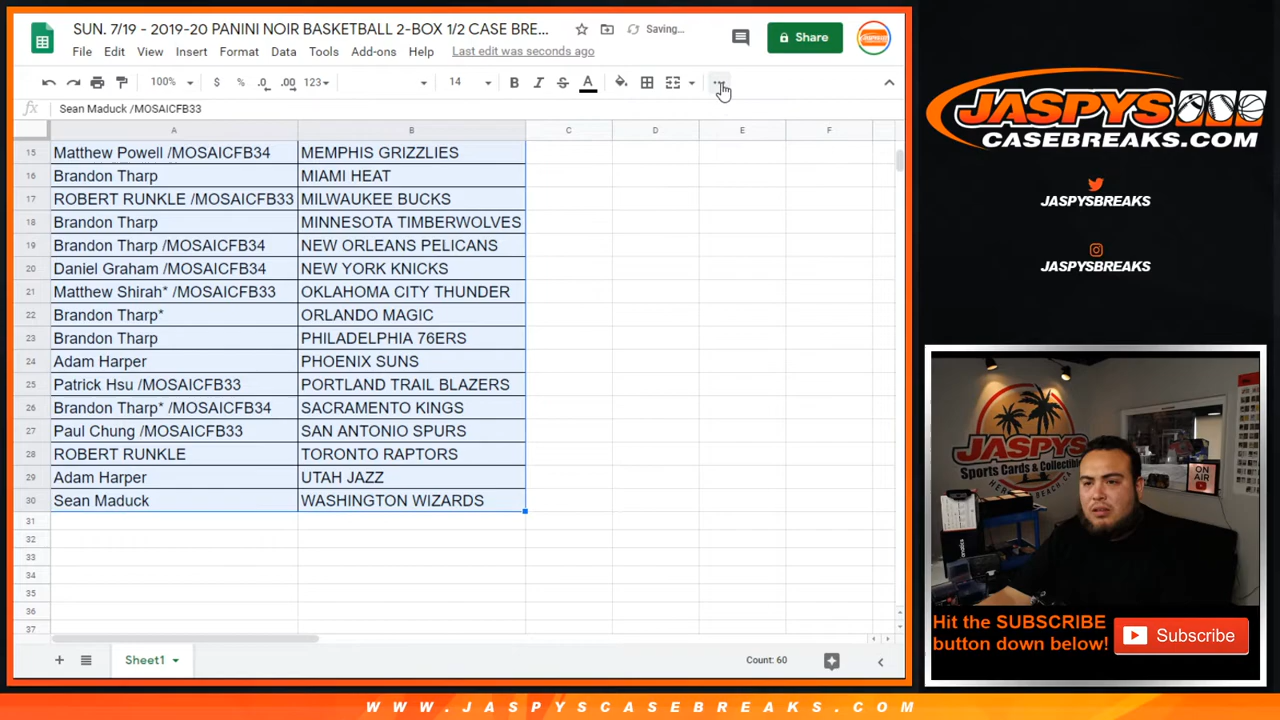 SUN. 7/19 - 2019-20 PANINI NOIR BASKETBALL 2-BOX 1/2 CASE BRE...
Saving...
File Edit View Insert Format Data Tools Add-ons Help Last edit was seconds ago
Share
100% $ % .0 .00 123 14 B I S A
fx Sean Maduck /MOSAICFB33
A B C D E F
15 Matthew Powell /MOSAICFB34 MEMPHIS GRIZZLIES
16 Brandon Tharp MIAMI HEAT
17 ROBERT RUNKLE /MOSAICFB33 MILWAUKEE BUCKS
18 Brandon Tharp MINNESOTA TIMBERWOLVES
19 Brandon Tharp /MOSAICFB34 NEW ORLEANS PELICANS
20 Daniel Graham /MOSAICFB34 NEW YORK KNICKS
21 Matthew Shirah* /MOSAICFB33 OKLAHOMA CITY THUNDER
22 Brandon Tharp* ORLANDO MAGIC
23 Brandon Tharp PHILADELPHIA 76ERS
24 Adam Harper PHOENIX SUNS
25 Patrick Hsu /MOSAICFB33 PORTLAND TRAIL BLAZERS
26 Brandon Tharp* /MOSAICFB34 SACRAMENTO KINGS
27 Paul Chung /MOSAICFB33 SAN ANTONIO SPURS
28 ROBERT RUNKLE TORONTO RAPTORS
29 Adam Harper UTAH JAZZ
30 Sean Maduck WASHINGTON WIZARDS
31
32
33
34
35
36
37
Sheet1
Count: 60
JASPYS
CASEBREAKS.COM
JASPYSBREAKS
JASPYSBREAKS
JASPYS
Sports Cards & Collectibles
ON AIR
Hit the SUBSCRIBE
button down below!
Subscribe
WWW.JASPYSCASEBREAKS.COM